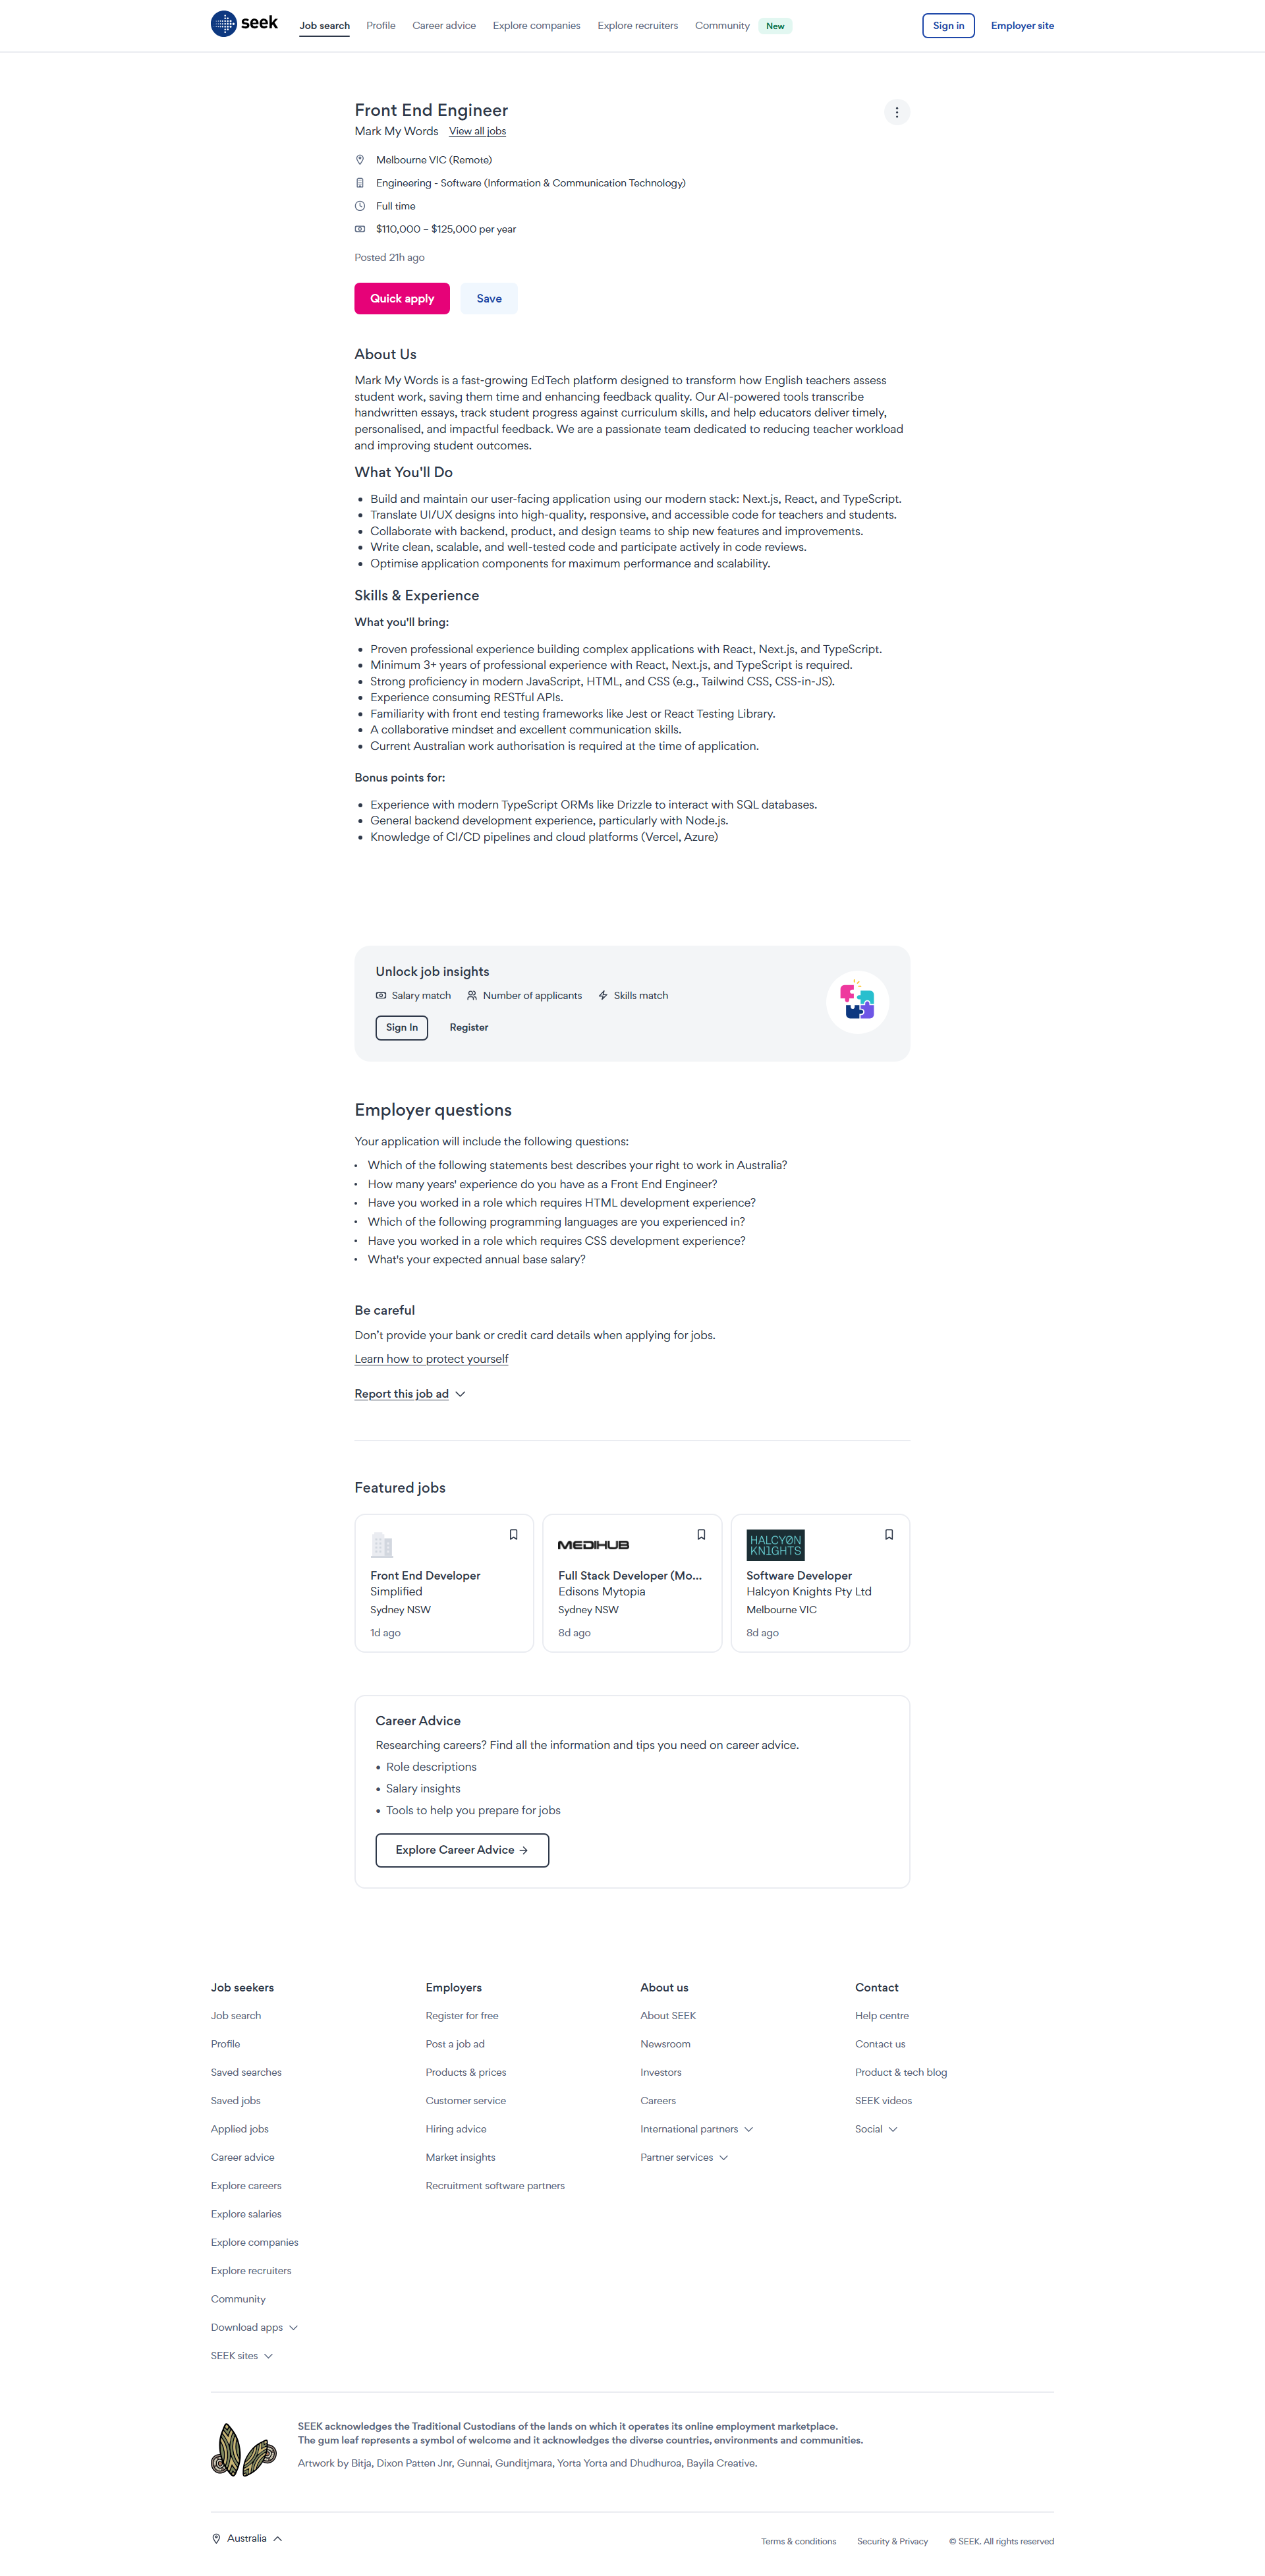 seek
Job search
Profile
Career advice
Explore companies
Explore recruiters
Community
New
Sign in
Employer site
Front End Engineer
Mark My Words View all jobs
Melbourne VIC (Remote)
Engineering - Software (Information & Communication Technology)
Full time
$110,000 – $125,000 per year
Posted 21h ago
Quick apply
Save
About Us
Mark My Words is a fast-growing EdTech platform designed to transform how English teachers assess
student work, saving them time and enhancing feedback quality. Our AI-powered tools transcribe
handwritten essays, track student progress against curriculum skills, and help educators deliver timely,
personalised, and impactful feedback. We are a passionate team dedicated to reducing teacher workload
and improving student outcomes.
What You'll Do
• Build and maintain our user-facing application using our modern stack: Next.js, React, and TypeScript.
• Translate UI/UX designs into high-quality, responsive, and accessible code for teachers and students.
• Collaborate with backend, product, and design teams to ship new features and improvements.
• Write clean, scalable, and well-tested code and participate actively in code reviews.
• Optimise application components for maximum performance and scalability.
Skills & Experience
What you'll bring:
• Proven professional experience building complex applications with React, Next.js, and TypeScript.
• Minimum 3+ years of professional experience with React, Next.js, and TypeScript is required.
• Strong proficiency in modern JavaScript, HTML, and CSS (e.g., Tailwind CSS, CSS-in-JS).
• Experience consuming RESTful APIs.
• Familiarity with front end testing frameworks like Jest or React Testing Library.
• A collaborative mindset and excellent communication skills.
• Current Australian work authorisation is required at the time of application.
Bonus points for:
• Experience with modern TypeScript ORMs like Drizzle to interact with SQL databases.
• General backend development experience, particularly with Node.js.
• Knowledge of CI/CD pipelines and cloud platforms (Vercel, Azure)
Unlock job insights
Salary match
Number of applicants
Skills match
Sign In
Register
Employer questions
Your application will include the following questions:
• Which of the following statements best describes your right to work in Australia?
• How many years' experience do you have as a Front End Engineer?
• Have you worked in a role which requires HTML development experience?
• Which of the following programming languages are you experienced in?
• Have you worked in a role which requires CSS development experience?
• What's your expected annual base salary?
Be careful
Don't provide your bank or credit card details when applying for jobs.
Learn how to protect yourself
Report this job ad
Featured jobs
Front End Developer
Simplified
Sydney NSW
1d ago
MEDIHUB
Full Stack Developer (Mo...
Edisons Mytopia
Sydney NSW
8d ago
HALCYON
KN1GHTS
Software Developer
Halcyon Knights Pty Ltd
Melbourne VIC
8d ago
Career Advice
Researching careers? Find all the information and tips you need on career advice.
• Role descriptions
• Salary insights
• Tools to help you prepare for jobs
Explore Career Advice →
Job seekers
Job search
Profile
Saved searches
Saved jobs
Applied jobs
Career advice
Explore careers
Explore salaries
Explore companies
Explore recruiters
Community
Download apps
SEEK sites
Employers
Register for free
Post a job ad
Products & prices
Customer service
Hiring advice
Market insights
Recruitment software partners
About us
About SEEK
Newsroom
Investors
Careers
International partners
Partner services
Contact
Help centre
Contact us
Product & tech blog
SEEK videos
Social
SEEK acknowledges the Traditional Custodians of the lands on which it operates its online employment marketplace.
The gum leaf represents a symbol of welcome and it acknowledges the diverse countries, environments and communities.
Artwork by Bitja, Dixon Patten Jnr, Gunnai, Gunditjmara, Yorta Yorta and Dhudhuroa, Bayila Creative.
Australia
Terms & conditions
Security & Privacy
© SEEK. All rights reserved